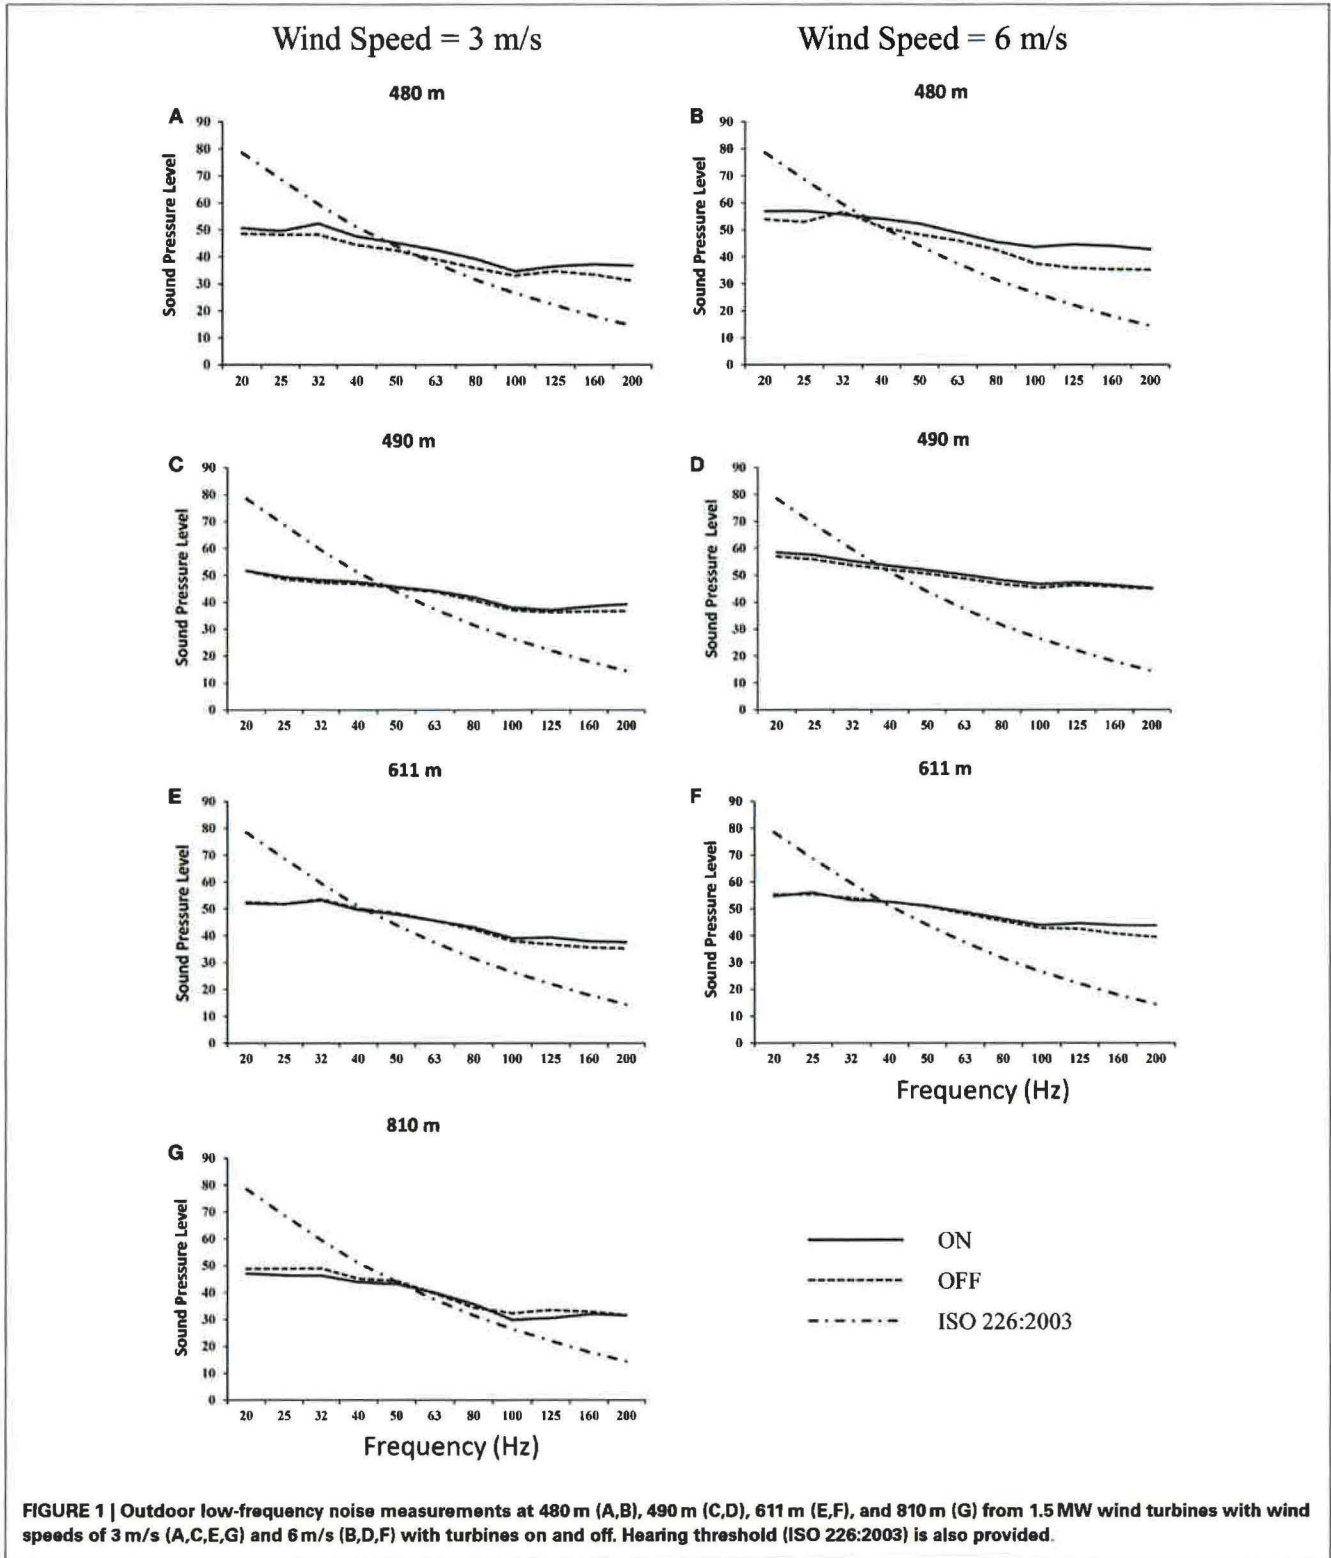 Wind Speed = 3 m/s
Wind Speed = 6 m/s
480 m
A
Sound Pressure Level
90
80
70
60
50
40
30
20
10
0
20 25 32 40 50 63 80 100 125 160 200
480 m
B
Sound Pressure Level
90
80
70
60
50
40
30
20
10
0
20 25 32 40 50 63 80 100 125 160 200
490 m
C
Sound Pressure Level
90
80
70
60
50
40
30
20
10
0
20 25 32 40 50 63 80 100 125 160 200
490 m
D
Sound Pressure Level
90
80
70
60
50
40
30
20
10
0
20 25 32 40 50 63 80 100 125 160 200
611 m
E
Sound Pressure Level
90
80
70
60
50
40
30
20
10
0
20 25 32 40 50 63 80 100 125 160 200
611 m
F
Sound Pressure Level
90
80
70
60
50
40
30
20
10
0
20 25 32 40 50 63 80 100 125 160 200
Frequency (Hz)
810 m
G
Sound Pressure Level
90
80
70
60
50
40
30
20
10
0
20 25 32 40 50 63 80 100 125 160 200
Frequency (Hz)
ON
OFF
ISO 226:2003
FIGURE 1 | Outdoor low-frequency noise measurements at 480 m (A,B), 490 m (C,D), 611 m (E,F), and 810 m (G) from 1.5 MW wind turbines with wind
speeds of 3 m/s (A,C,E,G) and 6 m/s (B,D,F) with turbines on and off. Hearing threshold (ISO 226:2003) is also provided.